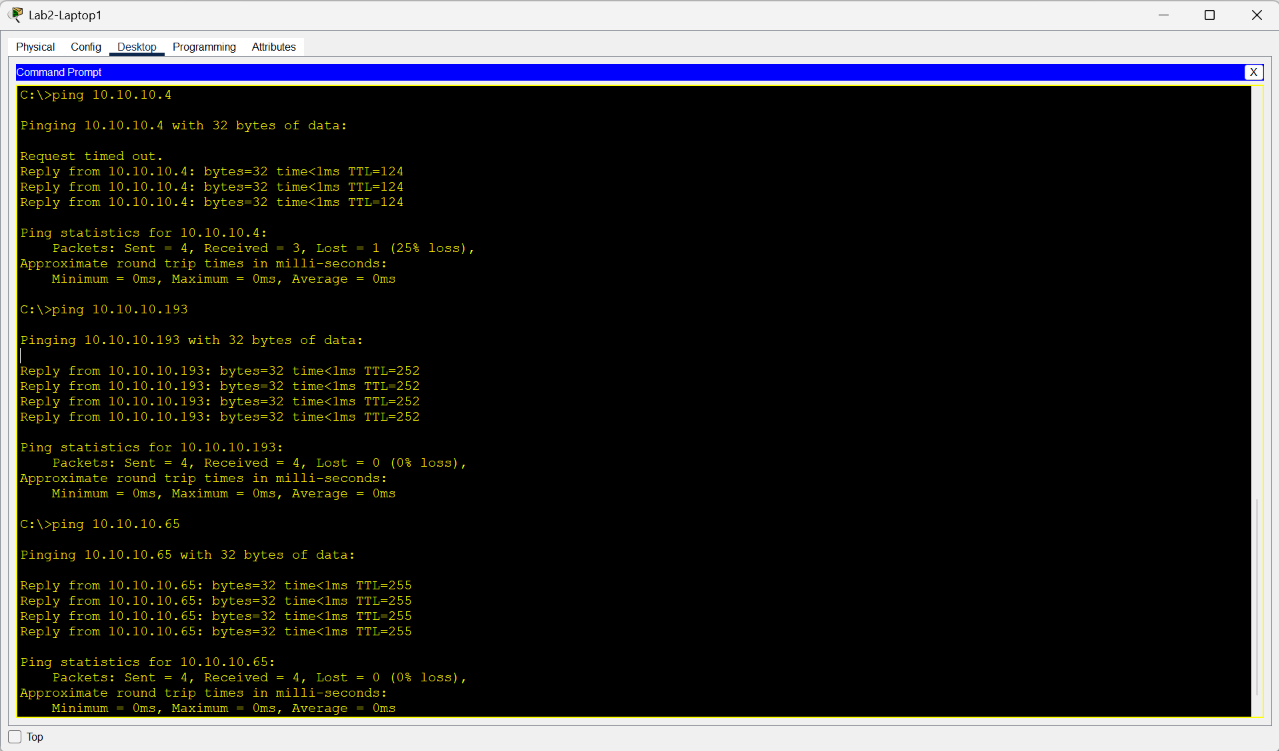 Lab2-Laptop1
Physical Config Desktop Programming Attributes
Command Prompt X
C:\>ping 10.10.10.4
Pinging 10.10.10.4 with 32 bytes of data:
Request timed out.
Reply from 10.10.10.4: bytes=32 time<1ms TTL=124
Reply from 10.10.10.4: bytes=32 time<1ms TTL=124
Reply from 10.10.10.4: bytes=32 time<1ms TTL=124
Ping statistics for 10.10.10.4:
    Packets: Sent = 4, Received = 3, Lost = 1 (25% loss),
Approximate round trip times in milli-seconds:
    Minimum = 0ms, Maximum = 0ms, Average = 0ms
C:\>ping 10.10.10.193
Pinging 10.10.10.193 with 32 bytes of data:
Reply from 10.10.10.193: bytes=32 time<1ms TTL=252
Reply from 10.10.10.193: bytes=32 time<1ms TTL=252
Reply from 10.10.10.193: bytes=32 time<1ms TTL=252
Reply from 10.10.10.193: bytes=32 time<1ms TTL=252
Ping statistics for 10.10.10.193:
    Packets: Sent = 4, Received = 4, Lost = 0 (0% loss),
Approximate round trip times in milli-seconds:
    Minimum = 0ms, Maximum = 0ms, Average = 0ms
C:\>ping 10.10.10.65
Pinging 10.10.10.65 with 32 bytes of data:
Reply from 10.10.10.65: bytes=32 time<1ms TTL=255
Reply from 10.10.10.65: bytes=32 time<1ms TTL=255
Reply from 10.10.10.65: bytes=32 time<1ms TTL=255
Reply from 10.10.10.65: bytes=32 time<1ms TTL=255
Ping statistics for 10.10.10.65:
    Packets: Sent = 4, Received = 4, Lost = 0 (0% loss),
Approximate round trip times in milli-seconds:
    Minimum = 0ms, Maximum = 0ms, Average = 0ms
Top